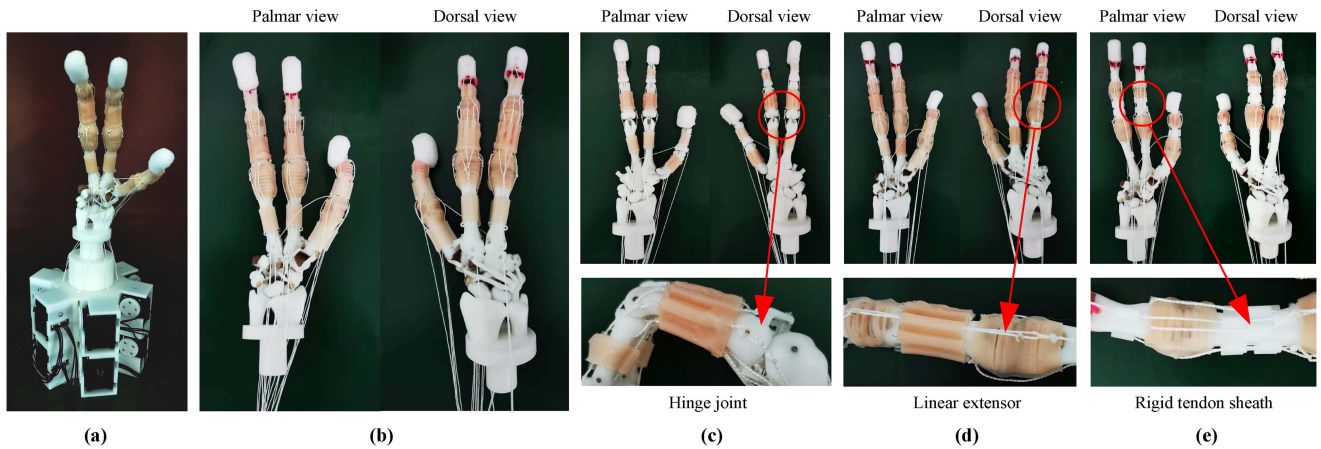 Palmar view Dorsal view Palmar view Dorsal view Palmar view Dorsal view Palmar view Dorsal view
Hinge joint Linear extensor Rigid tendon sheath
(a) (b) (c) (d) (e)